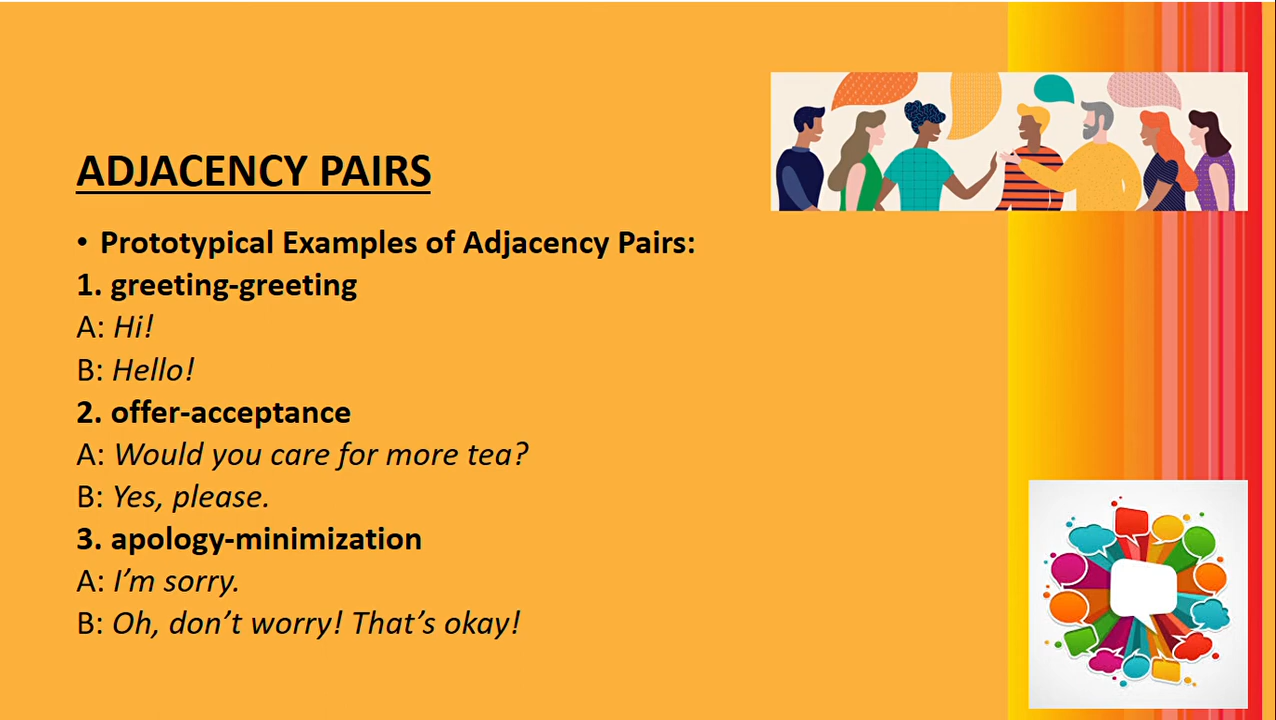 ADJACENCY PAIRS
• Prototypical Examples of Adjacency Pairs:
1. greeting-greeting
A: Hi!
B: Hello!
2. offer-acceptance
A: Would you care for more tea?
B: Yes, please.
3. apology-minimization
A: I’m sorry.
B: Oh, don’t worry! That’s okay!